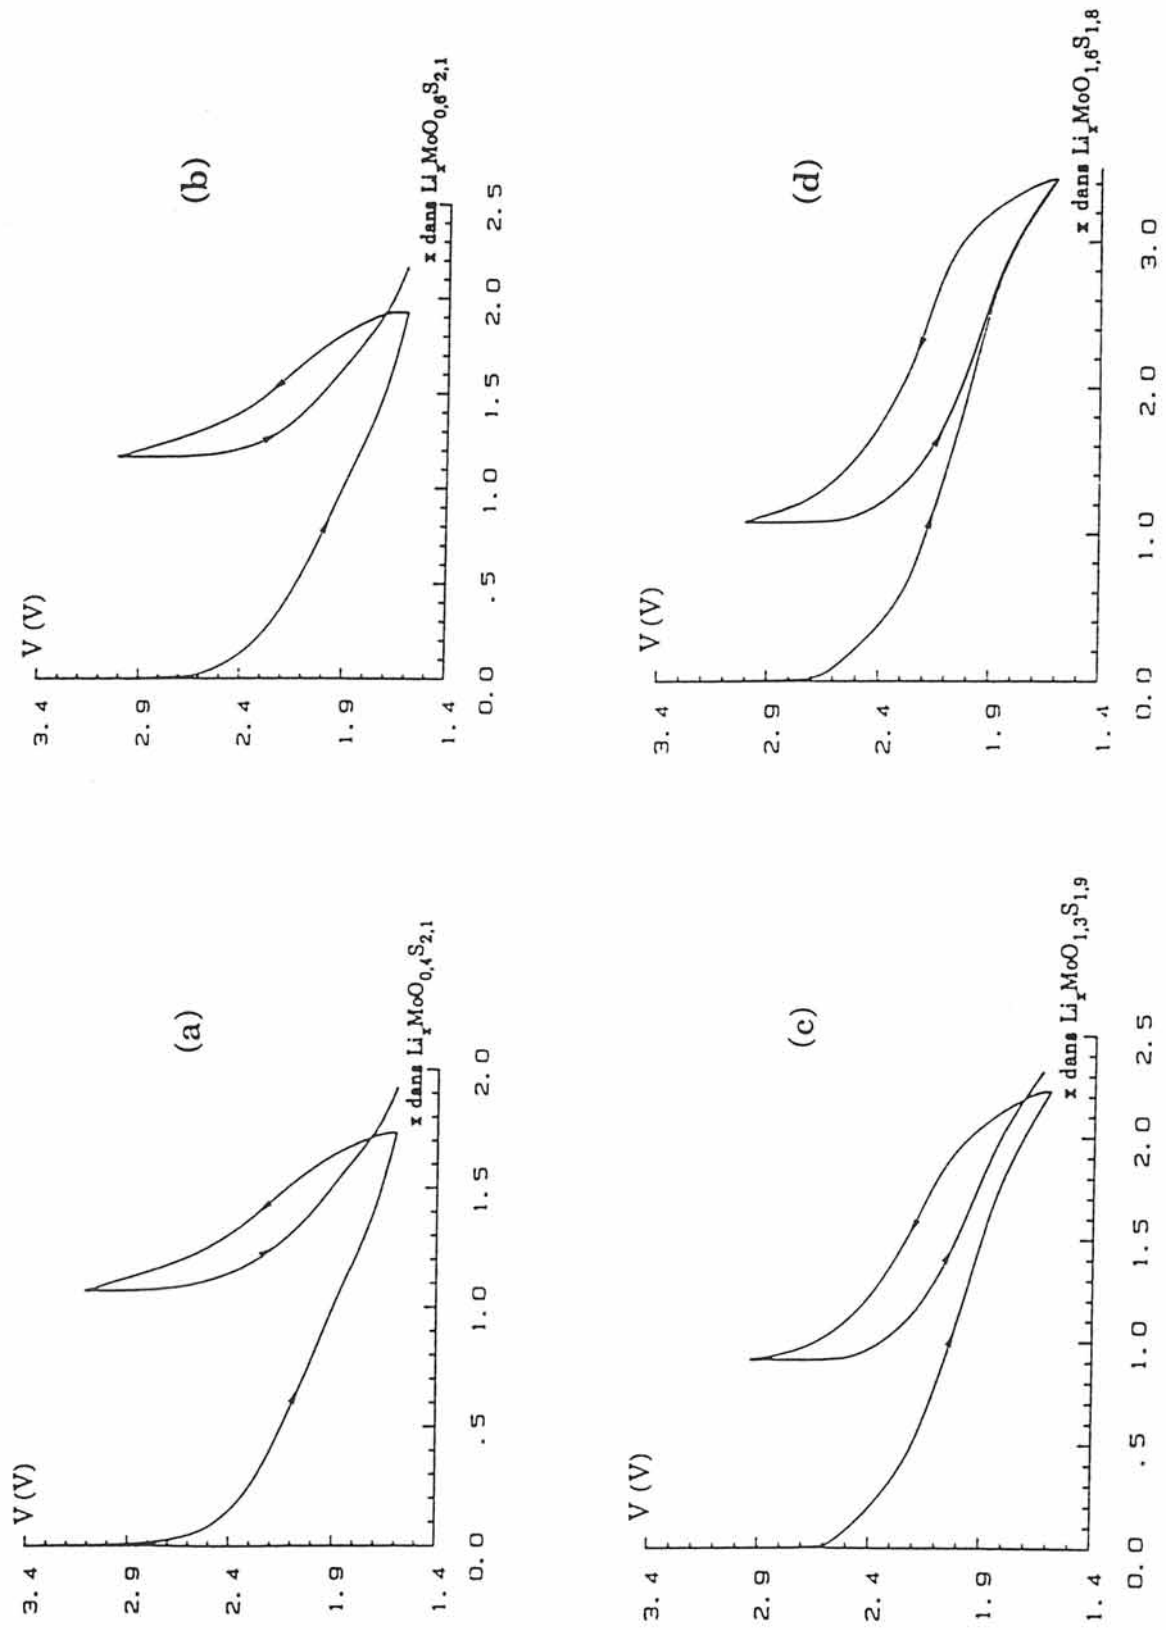 V (V)
(a)
3.4
2.9
2.4
1.9
1.4
x dans LiₓMoO₀,₄S₂,₁
0.0 .5 1.0 1.5 2.0
V (V)
(b)
3.4
2.9
2.4
1.9
1.4
x dans LiₓMoO₀,₆S₂,₁
0.0 .5 1.0 1.5 2.0 2.5
V (V)
(c)
3.4
2.9
2.4
1.9
1.4
x dans LiₓMoO₁,₃S₁,₉
0.0 .5 1.0 1.5 2.0 2.5
V (V)
(d)
3.4
2.9
2.4
1.9
1.4
x dans LiₓMoO₁,₆S₁,₈
0.0 1.0 2.0 3.0